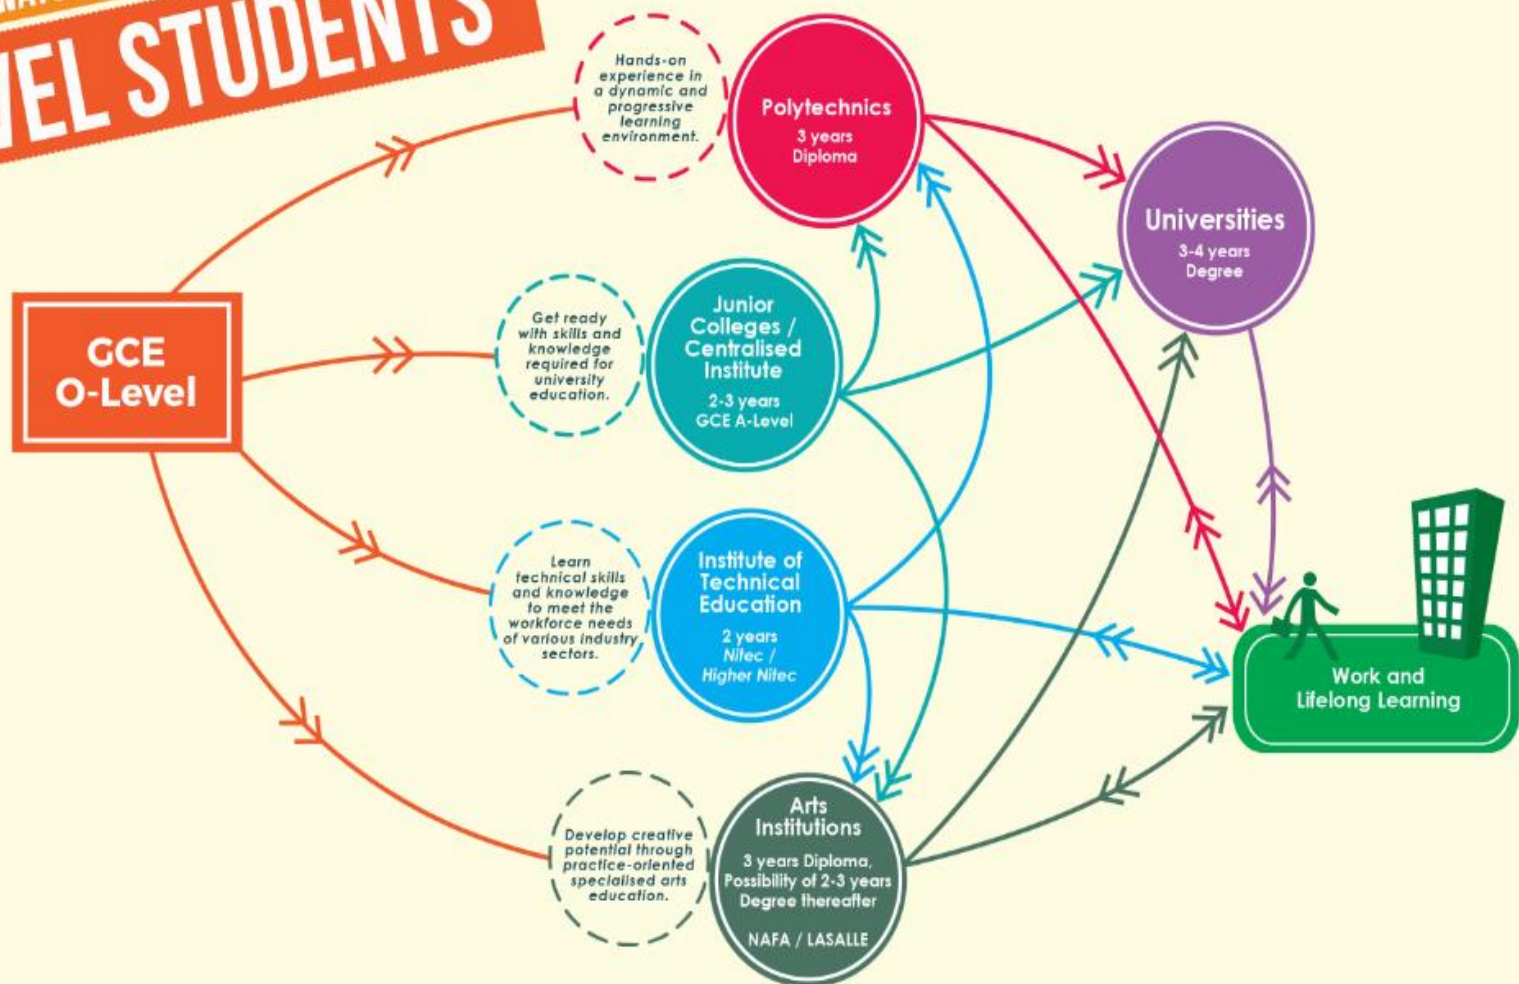 STUDENTS
Hands-on
experience in
a dynamic and
progressive
learning
environment.
Polytechnics
3 years
Diploma
Universities
3-4 years
Degree
GCE
O-Level
Get ready
with skills and
knowledge
required for
university
education.
Junior
Colleges /
Centralised
Institute
2-3 years
GCE A-Level
Learn
technical skills
and knowledge
to meet the
workforce needs
of various industry
sectors.
Institute of
Technical
Education
2 years
Nitec /
Higher Nitec
Work and
Lifelong Learning
Develop creative
potential through
practice-oriented
specialised arts
education.
Arts
Institutions
3 years Diploma,
Possibility of 2-3 years
Degree thereafter
NAFA / LASALLE